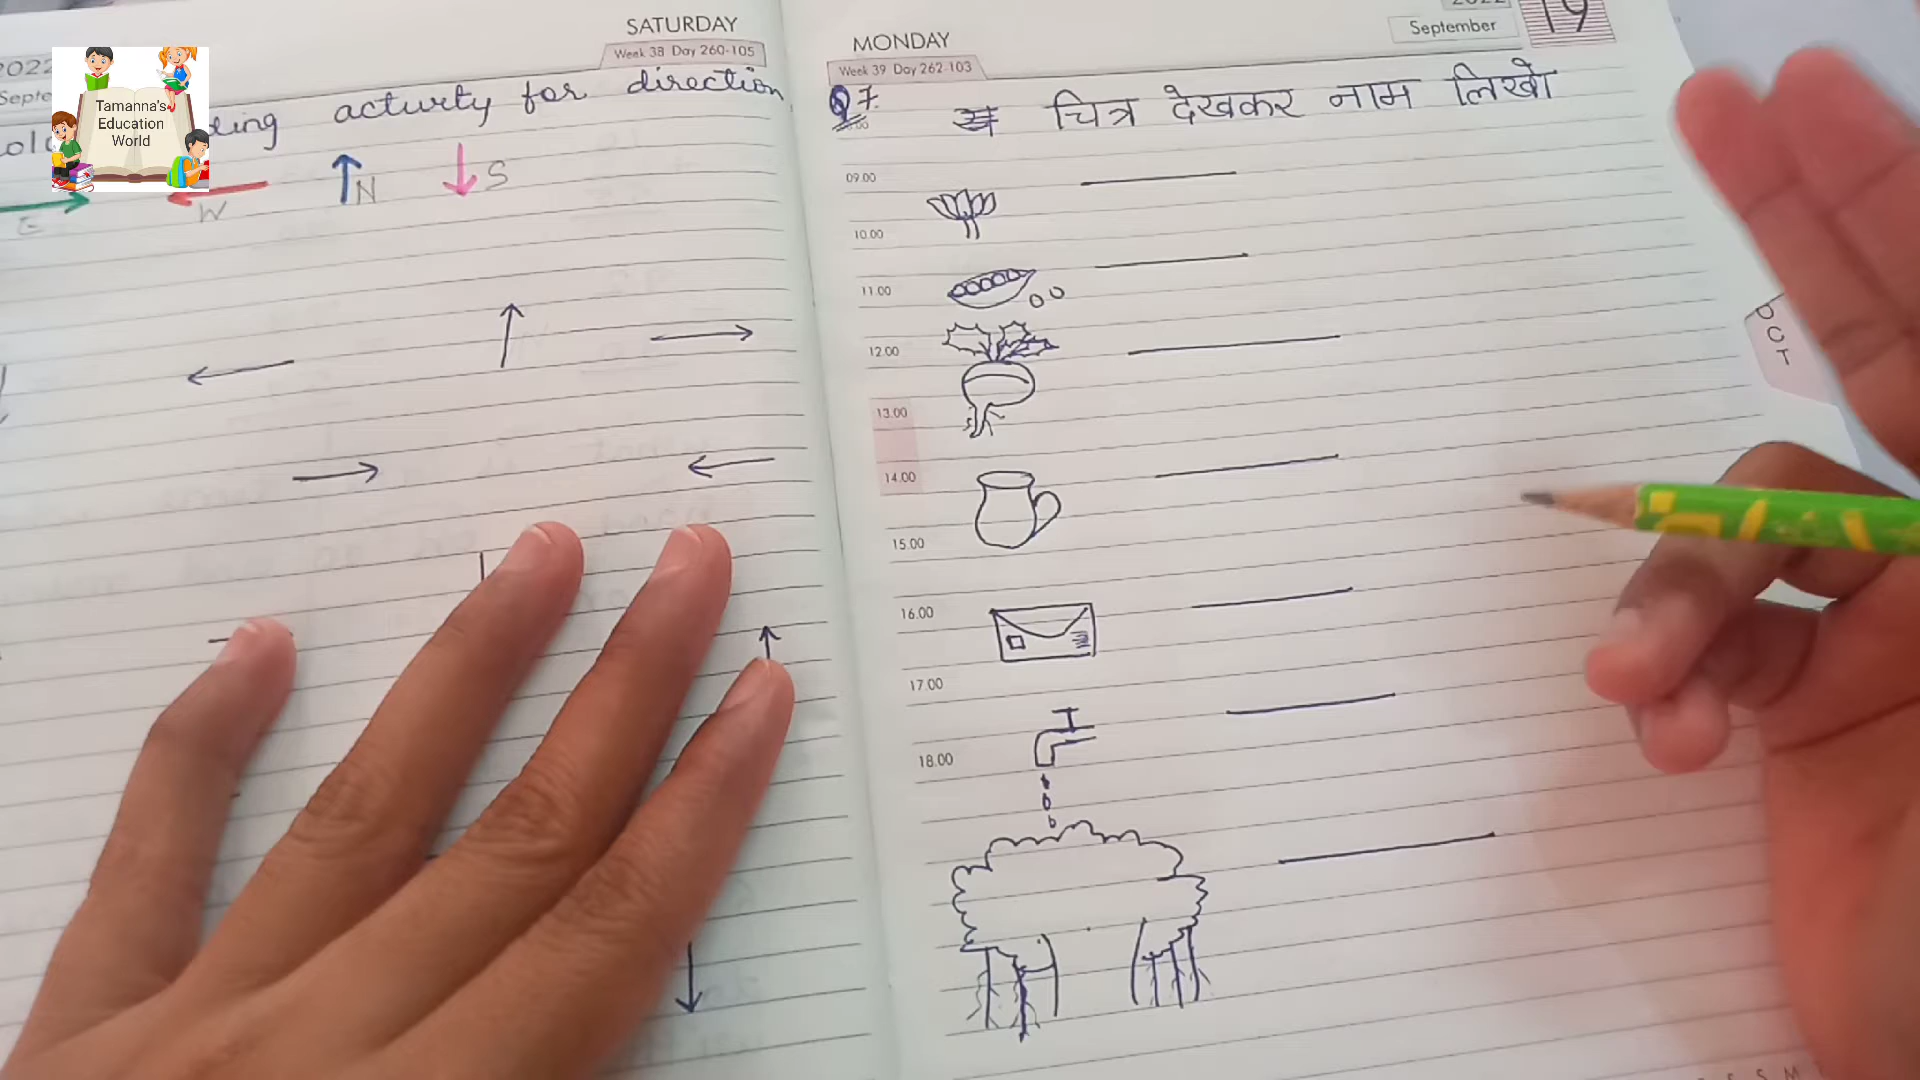 2022
Septe
SATURDAY
Week 38 Day 260-105
Tamanna's
Education
World
activity for direction
E
W
N
S
MONDAY
Week 39 Day 262-103
2022
September
19
Q7.
चित्र देखकर नाम लिखो
09.00
10.00
11.00
12.00
13.00
14.00
15.00
16.00
17.00
18.00
OCT